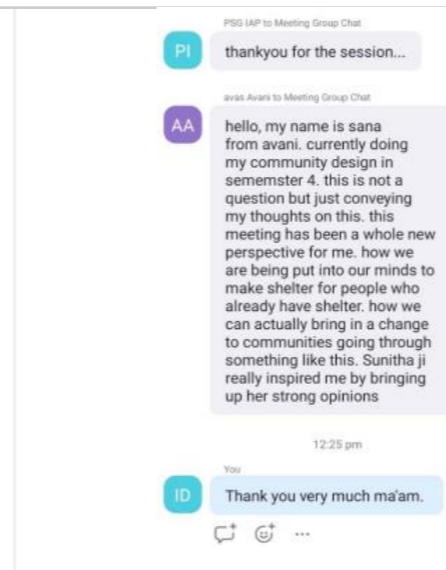 PSG IAP to Meeting Group Chat
PI
thankyou for the session...
avas Avani to Meeting Group Chat
AA
hello, my name is sana
from avani. currently doing
my community design in
sememster 4. this is not a
question but just conveying
my thoughts on this. this
meeting has been a whole new
perspective for me. how we
are being put into our minds to
make shelter for people who
already have shelter. how we
can actually bring in a change
to communities going through
something like this. Sunitha ji
really inspired me by bringing
up her strong opinions
12:25 pm
You
ID
Thank you very much ma'am.